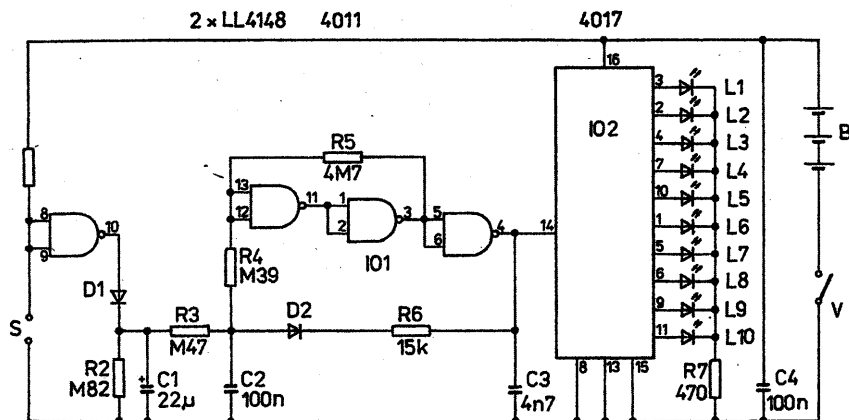 2 × LL4148 4011 4017
16
3 L1
2 L2
4 L3
7 L4
10 L5
1 L6
5 L7
6 L8
9 L9
11 L10
IO2
B
R5
4M7
13
12
11
1
2
3
5
6
4
14
IO1
8
9
10
R4
M39
D1
D2
R6
15k
R3
M47
S
V
R2
M82
+
C1
22μ
C2
100n
C3
4n7
8 13 15
R7
470
C4
100n